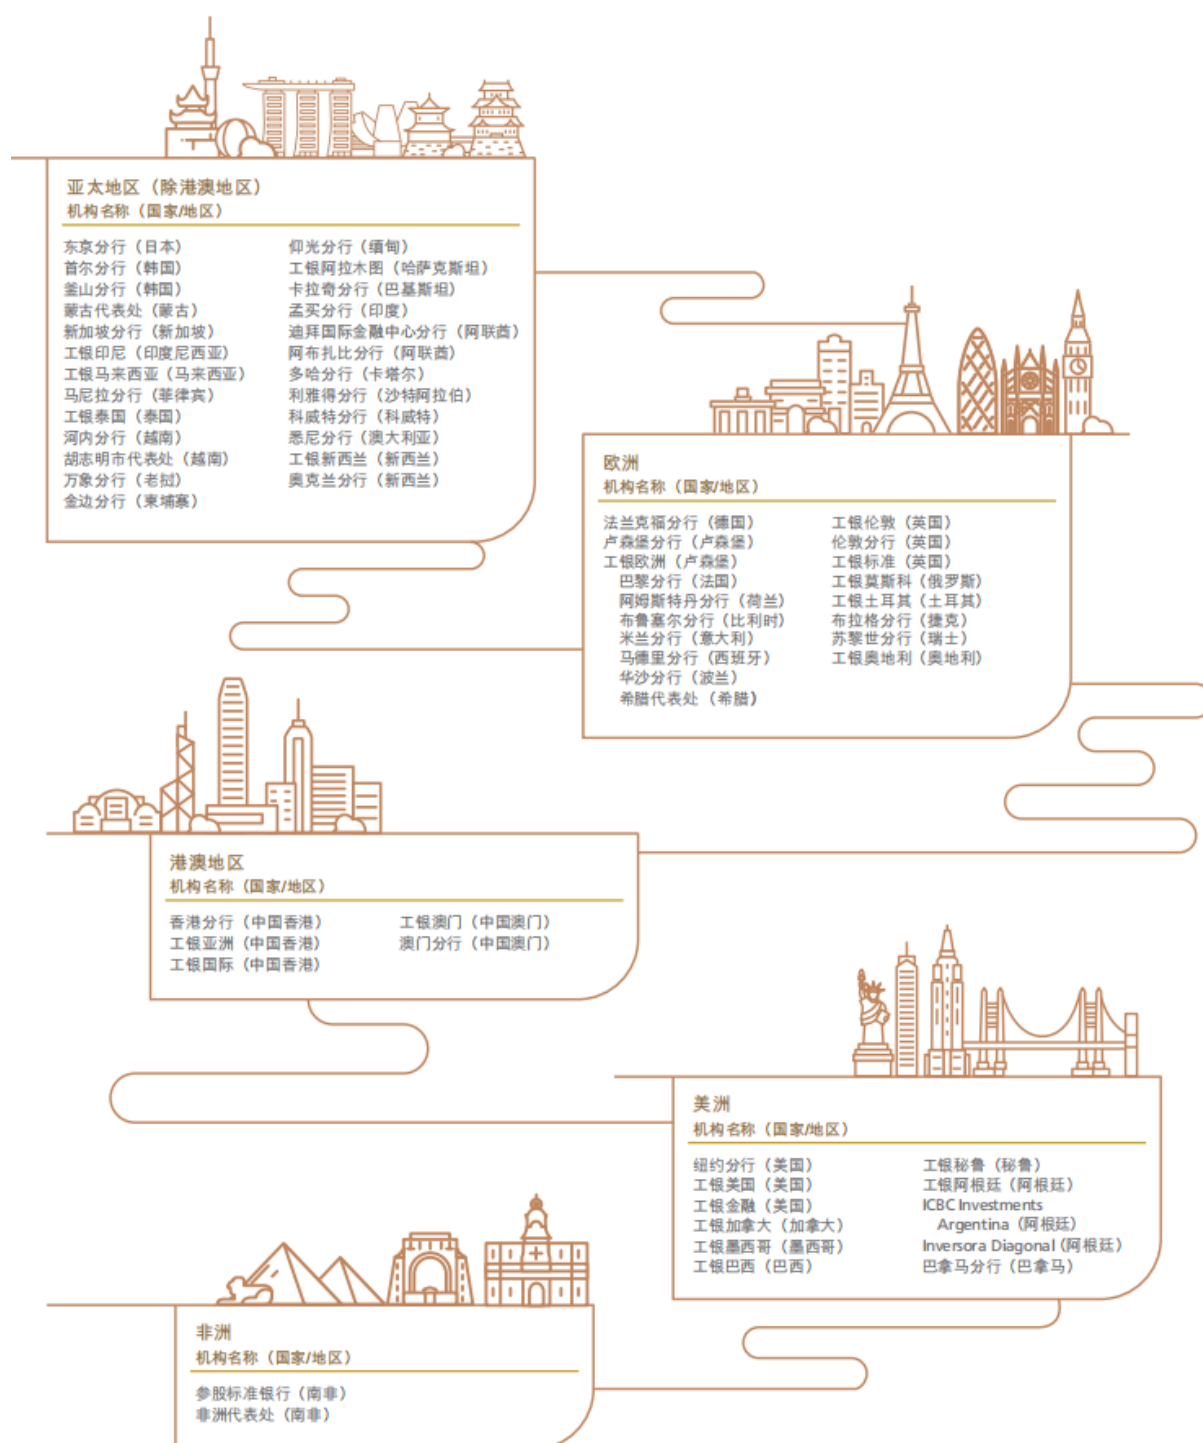 亚太地区（除港澳地区）
机构名称（国家/地区）
东京分行（日本）
首尔分行（韩国）
釜山分行（韩国）
蒙古代表处（蒙古）
新加坡分行（新加坡）
工银印尼（印度尼西亚）
工银马来西亚（马来西亚）
马尼拉分行（菲律宾）
工银泰国（泰国）
河内分行（越南）
胡志明市代表处（越南）
万象分行（老挝）
金边分行（柬埔寨）
仰光分行（缅甸）
工银阿拉木图（哈萨克斯坦）
卡拉奇分行（巴基斯坦）
孟买分行（印度）
迪拜国际金融中心分行（阿联酋）
阿布扎比分行（阿联酋）
多哈分行（卡塔尔）
利雅得分行（沙特阿拉伯）
科威特分行（科威特）
悉尼分行（澳大利亚）
工银新西兰（新西兰）
奥克兰分行（新西兰）
欧洲
机构名称（国家/地区）
法兰克福分行（德国）
卢森堡分行（卢森堡）
工银欧洲（卢森堡）
巴黎分行（法国）
阿姆斯特丹分行（荷兰）
布鲁塞尔分行（比利时）
米兰分行（意大利）
马德里分行（西班牙）
华沙分行（波兰）
希腊代表处（希腊）
工银伦敦（英国）
伦敦分行（英国）
工银标准（英国）
工银莫斯科（俄罗斯）
工银土耳其（土耳其）
布拉格分行（捷克）
苏黎世分行（瑞士）
工银奥地利（奥地利）
港澳地区
机构名称（国家/地区）
香港分行（中国香港）
工银亚洲（中国香港）
工银国际（中国香港）
工银澳门（中国澳门）
澳门分行（中国澳门）
美洲
机构名称（国家/地区）
纽约分行（美国）
工银美国（美国）
工银金融（美国）
工银加拿大（加拿大）
工银墨西哥（墨西哥）
工银巴西（巴西）
工银秘鲁（秘鲁）
工银阿根廷（阿根廷）
ICBC Investments
Argentina（阿根廷）
Inversora Diagonal（阿根廷）
巴拿马分行（巴拿马）
非洲
机构名称（国家/地区）
参股标准银行（南非）
非洲代表处（南非）